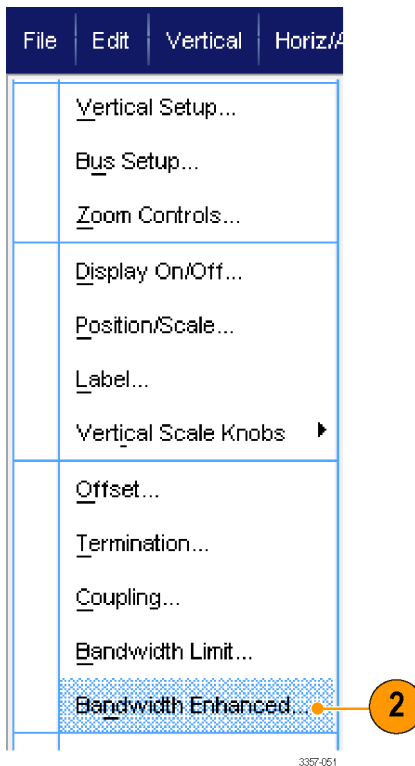 File Edit Vertical Horiz/A
Vertical Setup...
Bus Setup...
Zoom Controls...
Display On/Off...
Position/Scale...
Label...
Vertical Scale Knobs
Offset...
Termination...
Coupling...
Bandwidth Limit...
Bandwidth Enhanced...
2
3357-051